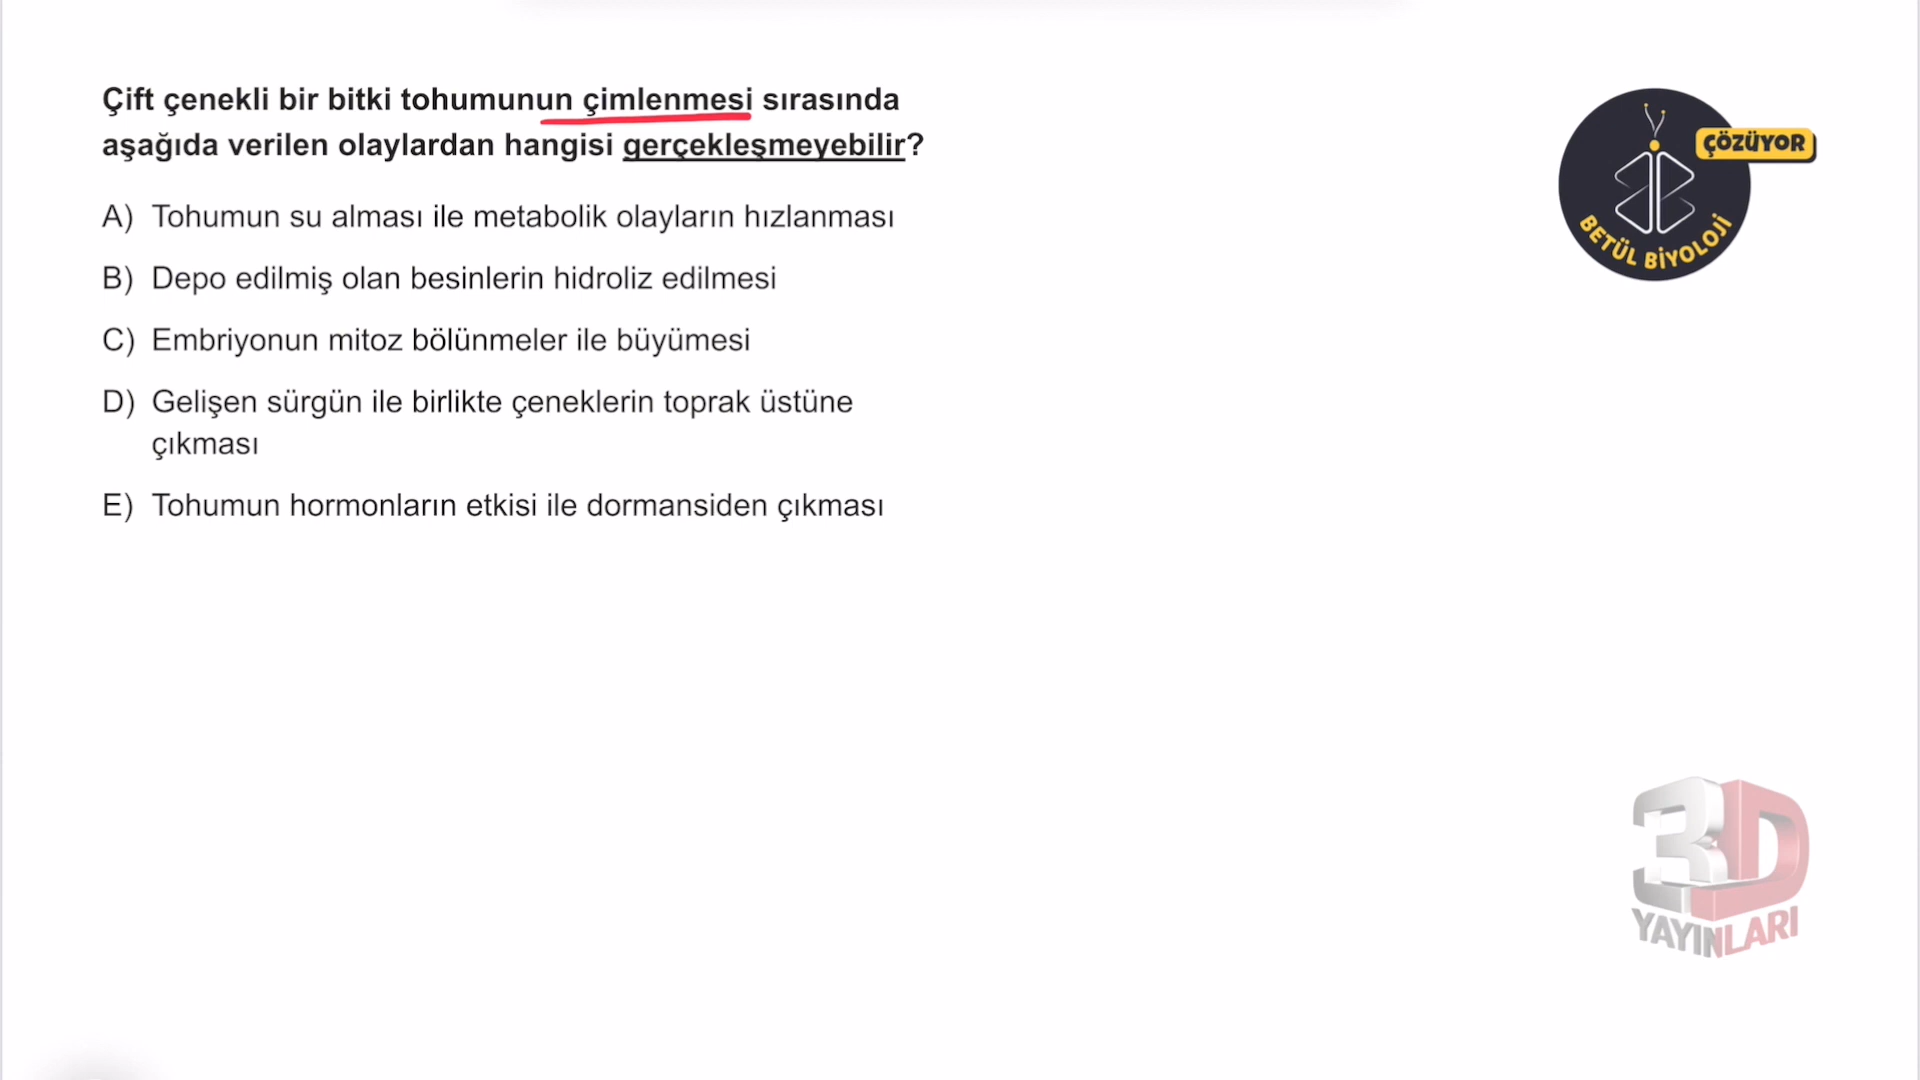 Çift çenekli bir bitki tohumunun çimlenmesi sırasında
aşağıda verilen olaylardan hangisi gerçekleşmeyebilir?
A) Tohumun su alması ile metabolik olayların hızlanması
B) Depo edilmiş olan besinlerin hidroliz edilmesi
C) Embriyonun mitoz bölünmeler ile büyümesi
D) Gelişen sürgün ile birlikte çeneklerin toprak üstüne
çıkması
E) Tohumun hormonların etkisi ile dormansiden çıkması
ÇÖZÜYOR
BETÜL BİYOLOJİ
3D
YAYINLARI